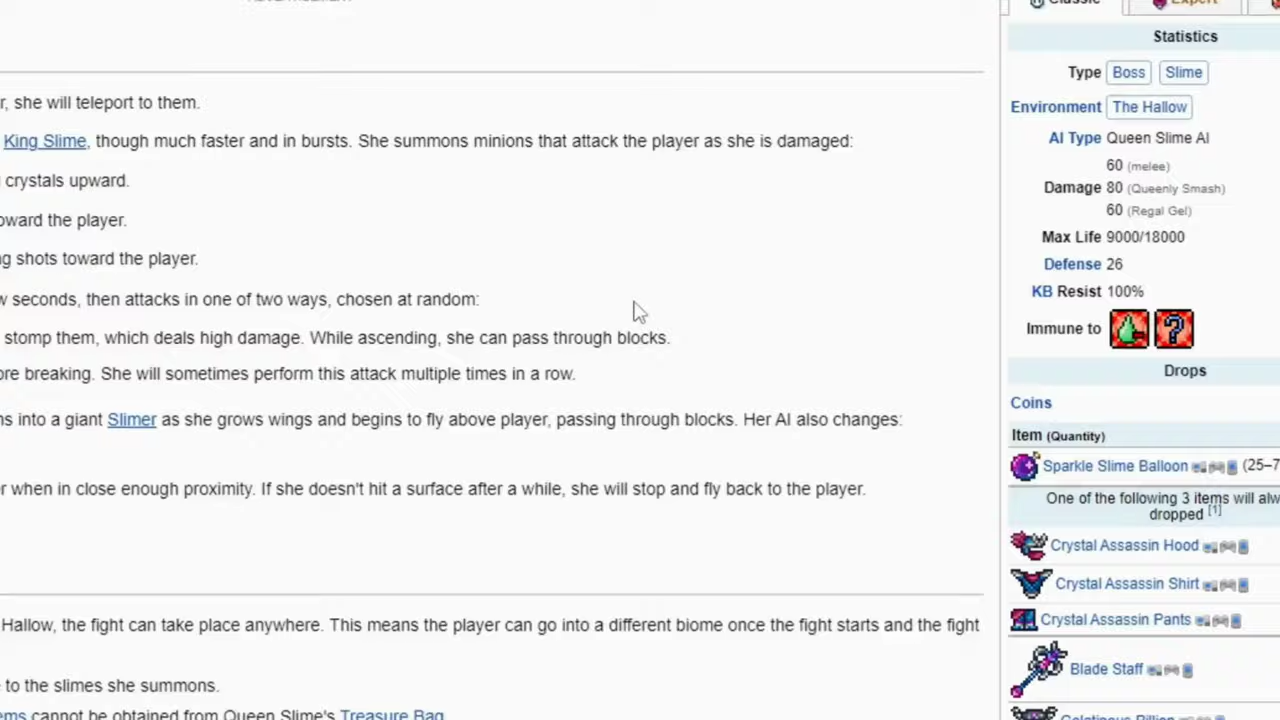 ADVERTISEMENT
Classic
Expert
r, she will teleport to them.
King Slime, though much faster and in bursts. She summons minions that attack the player as she is damaged:
crystals upward.
oward the player.
g shots toward the player.
w seconds, then attacks in one of two ways, chosen at random:
stomp them, which deals high damage. While ascending, she can pass through blocks.
ore breaking. She will sometimes perform this attack multiple times in a row.
ns into a giant Slimer as she grows wings and begins to fly above player, passing through blocks. Her AI also changes:
r when in close enough proximity. If she doesn't hit a surface after a while, she will stop and fly back to the player.
Hallow, the fight can take place anywhere. This means the player can go into a different biome once the fight starts and the fight
to the slimes she summons.
ems cannot be obtained from Queen Slime's Treasure Bag
Statistics
Type Boss Slime
Environment The Hallow
AI Type Queen Slime AI
60 (melee)
Damage 80 (Queenly Smash)
60 (Regal Gel)
Max Life 9000/18000
Defense 26
KB Resist 100%
Immune to
Drops
Coins
Item (Quantity)
Sparkle Slime Balloon (25–7
One of the following 3 items will alw
dropped [1]
Crystal Assassin Hood
Crystal Assassin Shirt
Crystal Assassin Pants
Blade Staff